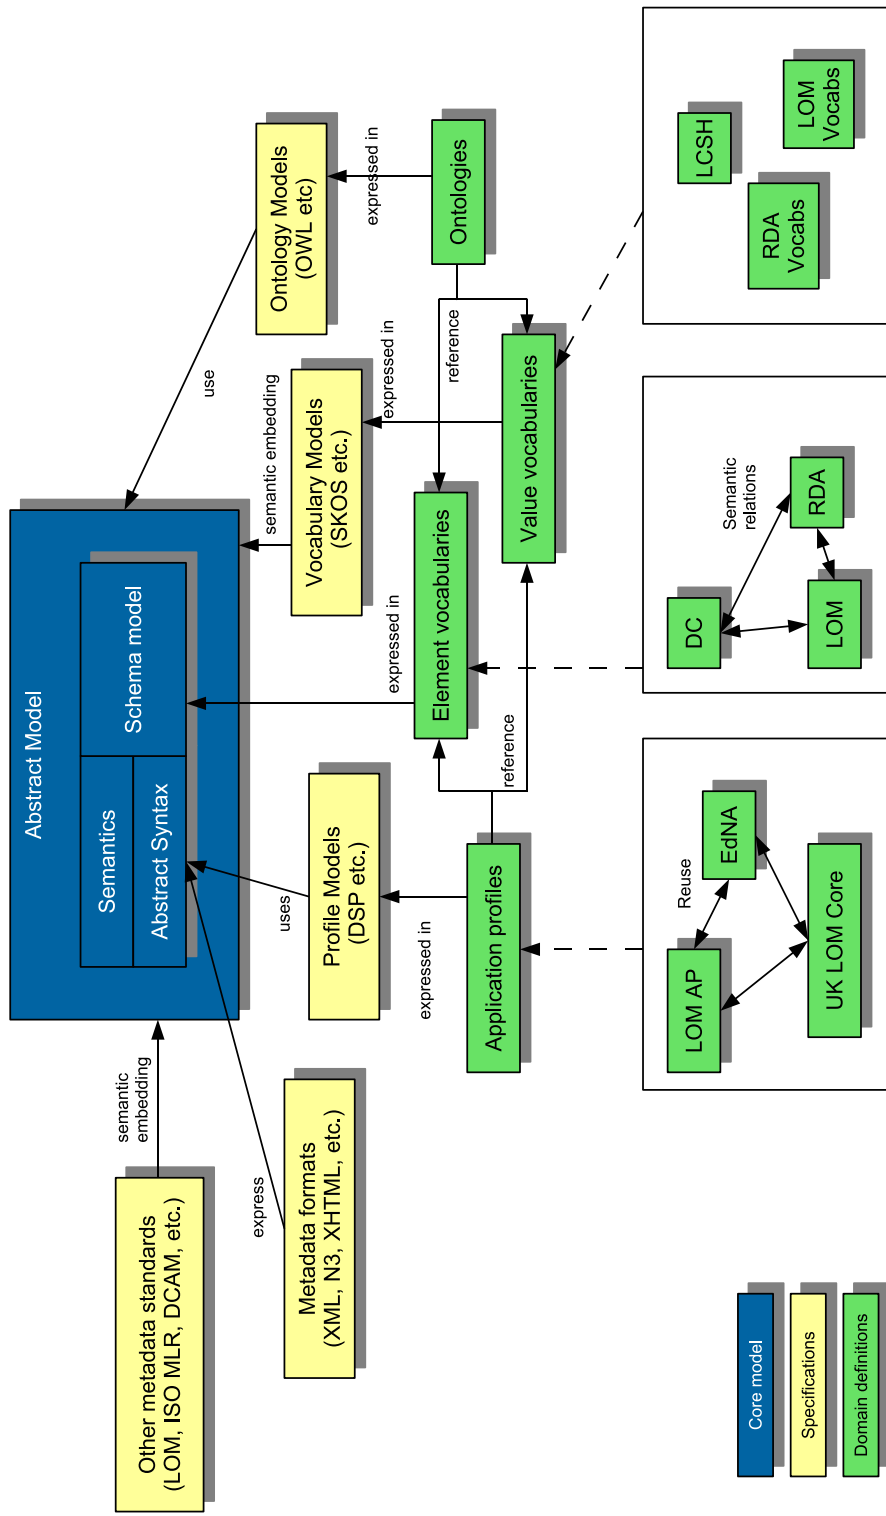 Abstract Model
Semantics
Abstract Syntax
Schema model
semantic
embedding
Other metadata standards
(LOM, ISO MLR, DCAM, etc.)
express
Metadata formats
(XML, N3, XHTML, etc.)
uses
Profile Models
(DSP etc.)
semantic embedding
Vocabulary Models
(SKOS etc.)
use
Ontology Models
(OWL etc)
expressed in
expressed in
expressed in
expressed in
Application profiles
reference
Element vocabularies
Value vocabularies
reference
Ontologies
LOM AP
Reuse
EdNA
UK LOM Core
DC
Semantic
relations
LOM
RDA
LCSH
RDA
Vocabs
LOM
Vocabs
Core model
Specifications
Domain definitions